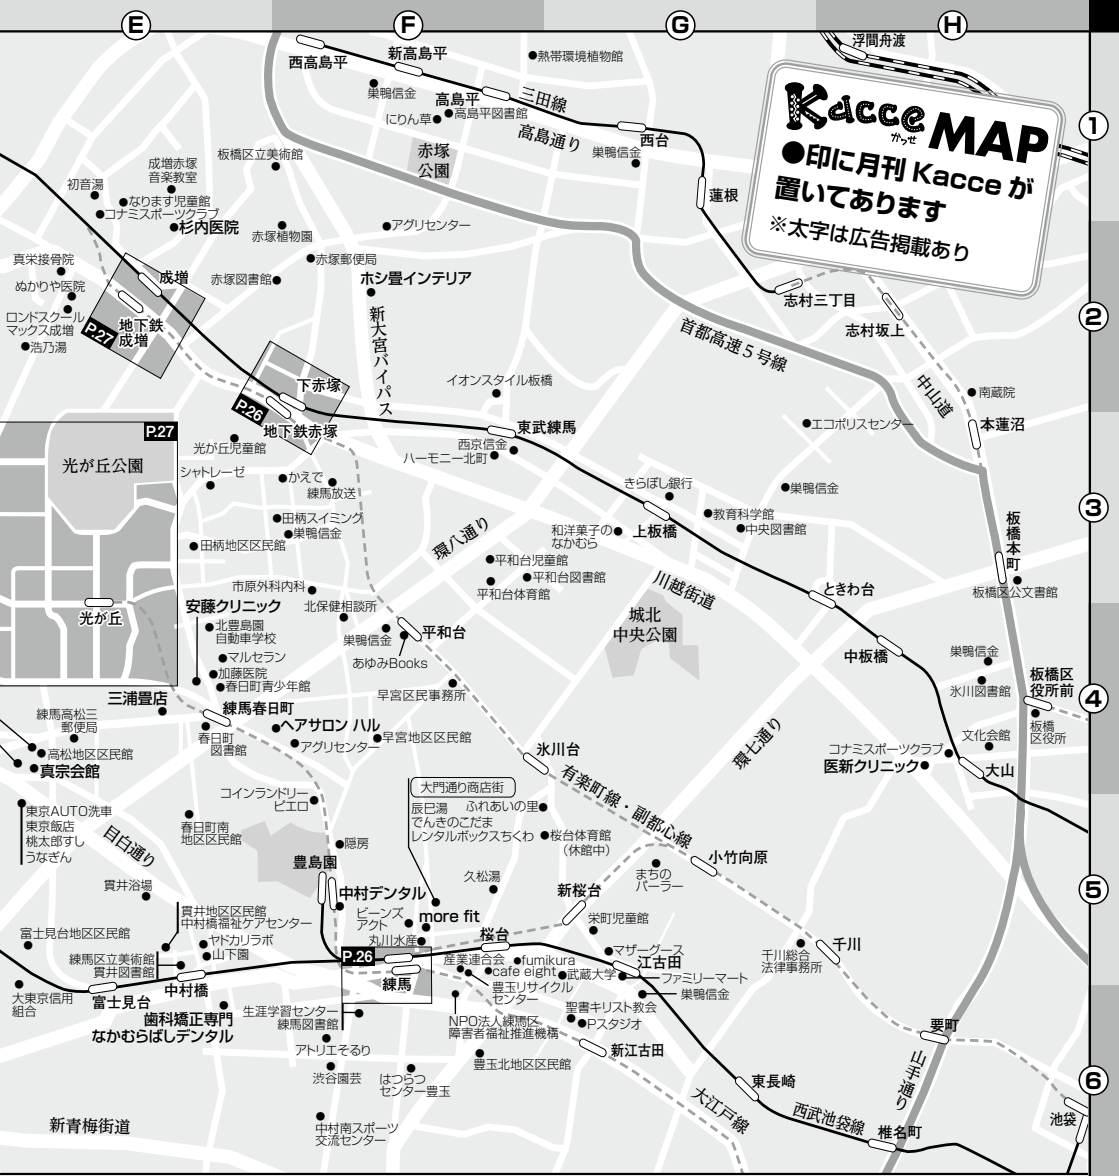 E
F
G
H
①
②
③
④
⑤
⑥
Kacce MAP
かっせ
●印に月刊 Kacce が
置いてあります
※太字は広告掲載あり
浮間舟渡
西高島平
新高島平
●熱帯環境植物館
巣鴨信金
高島平
にりん草
高島平図書館
三田線
高島通り
西台
巣鴨信金
蓮根
赤塚
公園
板橋区立美術館
成増赤塚
音楽教室
初音湯
なります児童館
コナミスポーツクラブ
杉内医院
赤塚植物園
アグリセンター
真栄接骨院
ぬかりや医院
ロンドスクール
マックス成増
浩乃湯
成増
地下鉄
成増
P.27
赤塚図書館
赤塚郵便局
ホシ畳インテリア
新大宮バイパス
志村三丁目
志村坂上
首都高速5号線
中山道
南蔵院
本蓮沼
エコポリスセンター
下赤塚
P.26
地下鉄赤塚
イオンスタイル板橋
東武練馬
西京信金
ハーモニー北町
P.27
光が丘公園
光が丘
光が丘児童館
シャトレーゼ
かえで
練馬放送
田柄スイミング
巣鴨信金
田柄地区区民館
環八通り
きらぼし銀行
巣鴨信金
教育科学館
中央図書館
上板橋
和洋菓子の
なかむら
平和台児童館
平和台図書館
平和台体育館
川越街道
板橋本町
板橋区公文書館
ときわ台
城北
中央公園
中板橋
市原外科内科
北保健相談所
安藤クリニック
北豊島園
自動車学校
マルセラン
加藤医院
春日町青少年館
巣鴨信金
あゆみBooks
平和台
早宮区民事務所
巣鴨信金
氷川図書館
板橋区
役所前
板橋
区役所
文化会館
コナミスポーツクラブ
医新クリニック
大山
三浦畳店
練馬高松三
郵便局
高松地区区民館
真宗会館
練馬春日町
春日町
図書館
ヘアサロン ハル
アグリセンター
早宮地区区民館
氷川台
有楽町線・副都心線
環七通り
東京AUTO洗車
東京飯店
桃太郎すし
うなぎん
目白通り
コインランドリー
ピエロ
春日町南
地区区民館
大門通り商店街
辰巳湯
でんきのこだま
レンタルボックスちくわ
ふれあいの里
桜台体育館
(休館中)
小竹向原
まちの
パーラー
隠房
豊島園
中村デンタル
久松湯
新桜台
栄町児童館
貫井浴場
貫井地区区民館
中村橋福祉ケアセンター
富士見台地区区民館
ヤドカリラボ
山下園
練馬区立美術館
貫井図書館
ビーンズ
アクト
more fit
丸川水産
桜台
P.26
練馬
産業連合会
fumikura
cafe eight
武蔵大学
豊玉リサイクル
センター
マザーグース
江古田
ファミリーマート
巣鴨信金
千川
千川総合
法律事務所
大東京信用
組合
富士見台
中村橋
歯科矯正専門
なかむらばしデンタル
生涯学習センター
練馬図書館
NPO法人練馬区
障害者福祉推進機構
聖書キリスト教会
Pスタジオ
新江古田
要町
アトリエそるり
渋谷園芸
はつらつ
センター豊玉
豊玉北地区区民館
山手通り
東長崎
大江戸線
西武池袋線
椎名町
池袋
中村南スポーツ
交流センター
新青梅街道